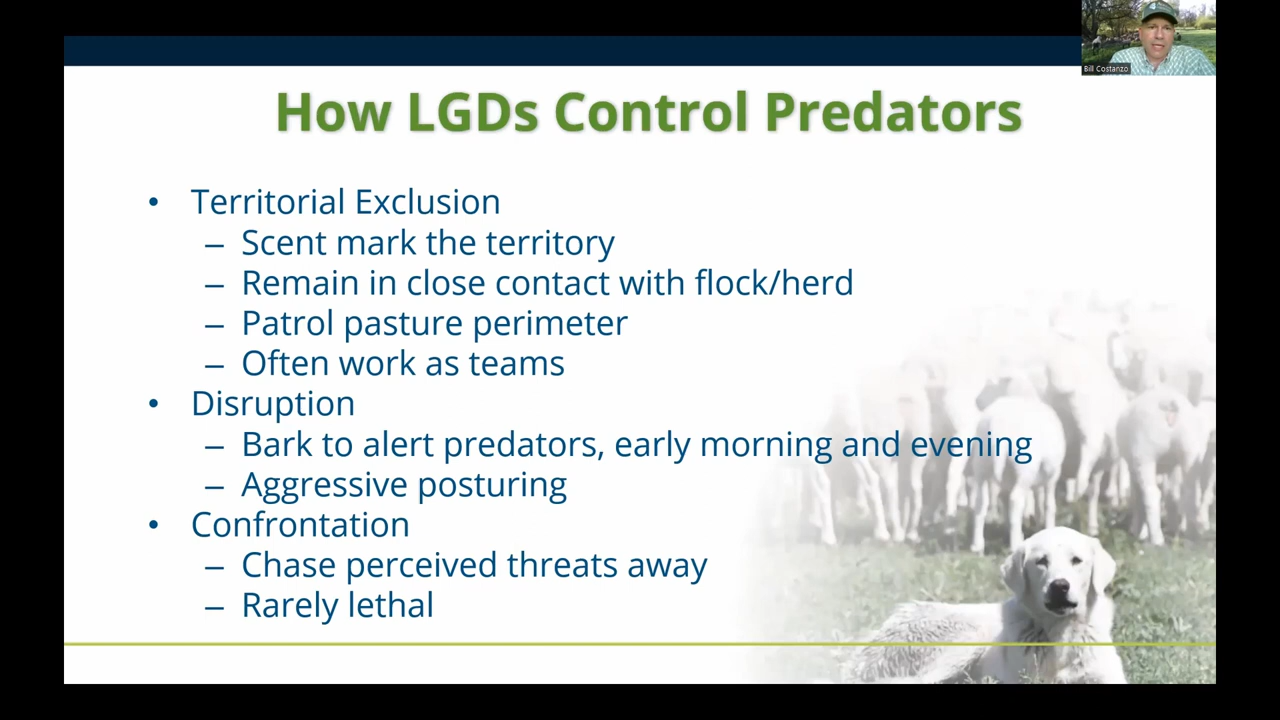 Bill Costanzo
How LGDs Control Predators
• Territorial Exclusion
– Scent mark the territory
– Remain in close contact with flock/herd
– Patrol pasture perimeter
– Often work as teams
• Disruption
– Bark to alert predators, early morning and evening
– Aggressive posturing
• Confrontation
– Chase perceived threats away
– Rarely lethal